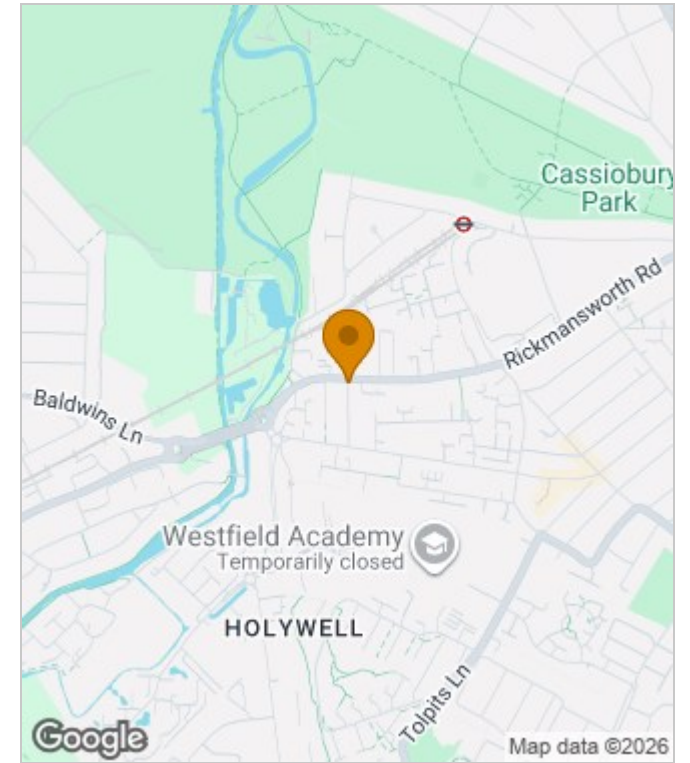 Cassiobury
Park
Rickmansworth Rd
Baldwins Ln
Westfield Academy
Temporarily closed
HOLYWELL
Tolpits Ln
Google
Map data ©2026